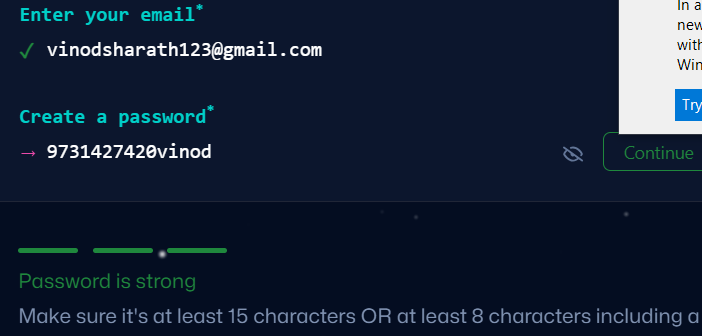 Enter your email*
✓ vinodsharath123@gmail.com
Create a password*
→ 9731427420vinod
In a
new
with
Win
Try
Continue
Password is strong
Make sure it's at least 15 characters OR at least 8 characters including a